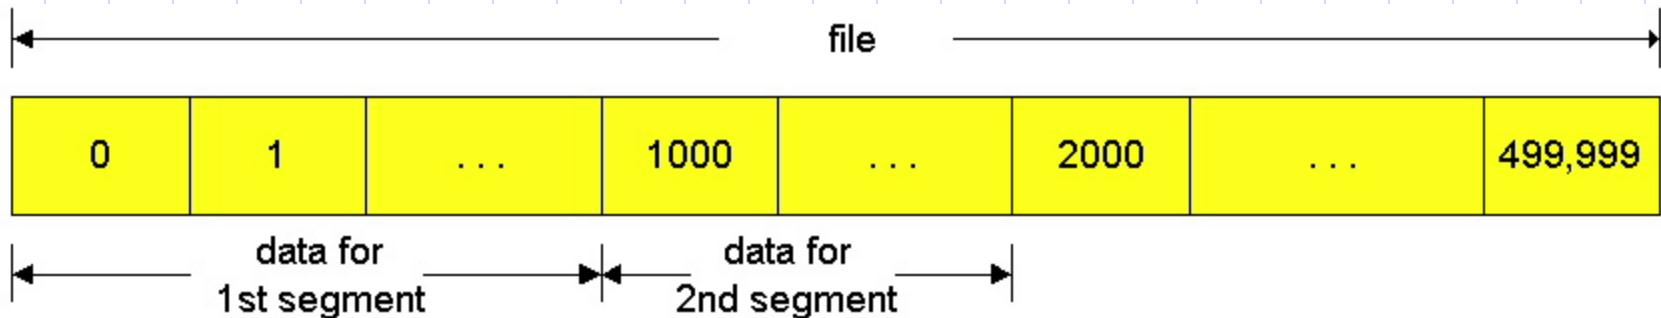 file
0 1 . . . 1000 . . . 2000 . . . 499,999
data for data for
1st segment 2nd segment